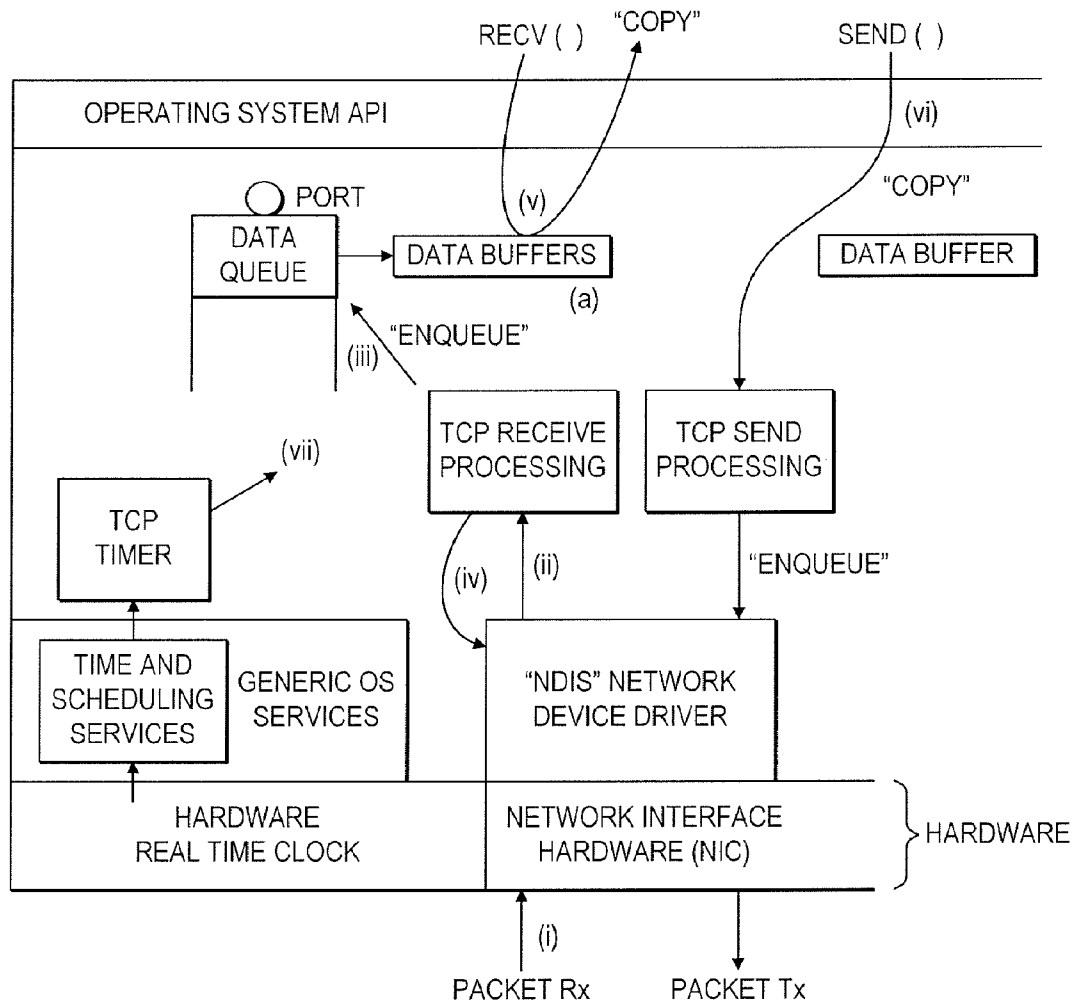 RECV ( )
“COPY”
SEND ( )
OPERATING SYSTEM API
(vi)
“COPY”
PORT
(v)
DATA
QUEUE
DATA BUFFERS
DATA BUFFER
(a)
“ENQUEUE”
(iii)
TCP RECEIVE
PROCESSING
TCP SEND
PROCESSING
(vii)
TCP
TIMER
(iv)
(ii)
“ENQUEUE”
TIME AND
SCHEDULING
SERVICES
GENERIC OS
SERVICES
“NDIS” NETWORK
DEVICE DRIVER
HARDWARE
REAL TIME CLOCK
NETWORK INTERFACE
HARDWARE (NIC)
HARDWARE
(i)
PACKET Rx
PACKET Tx